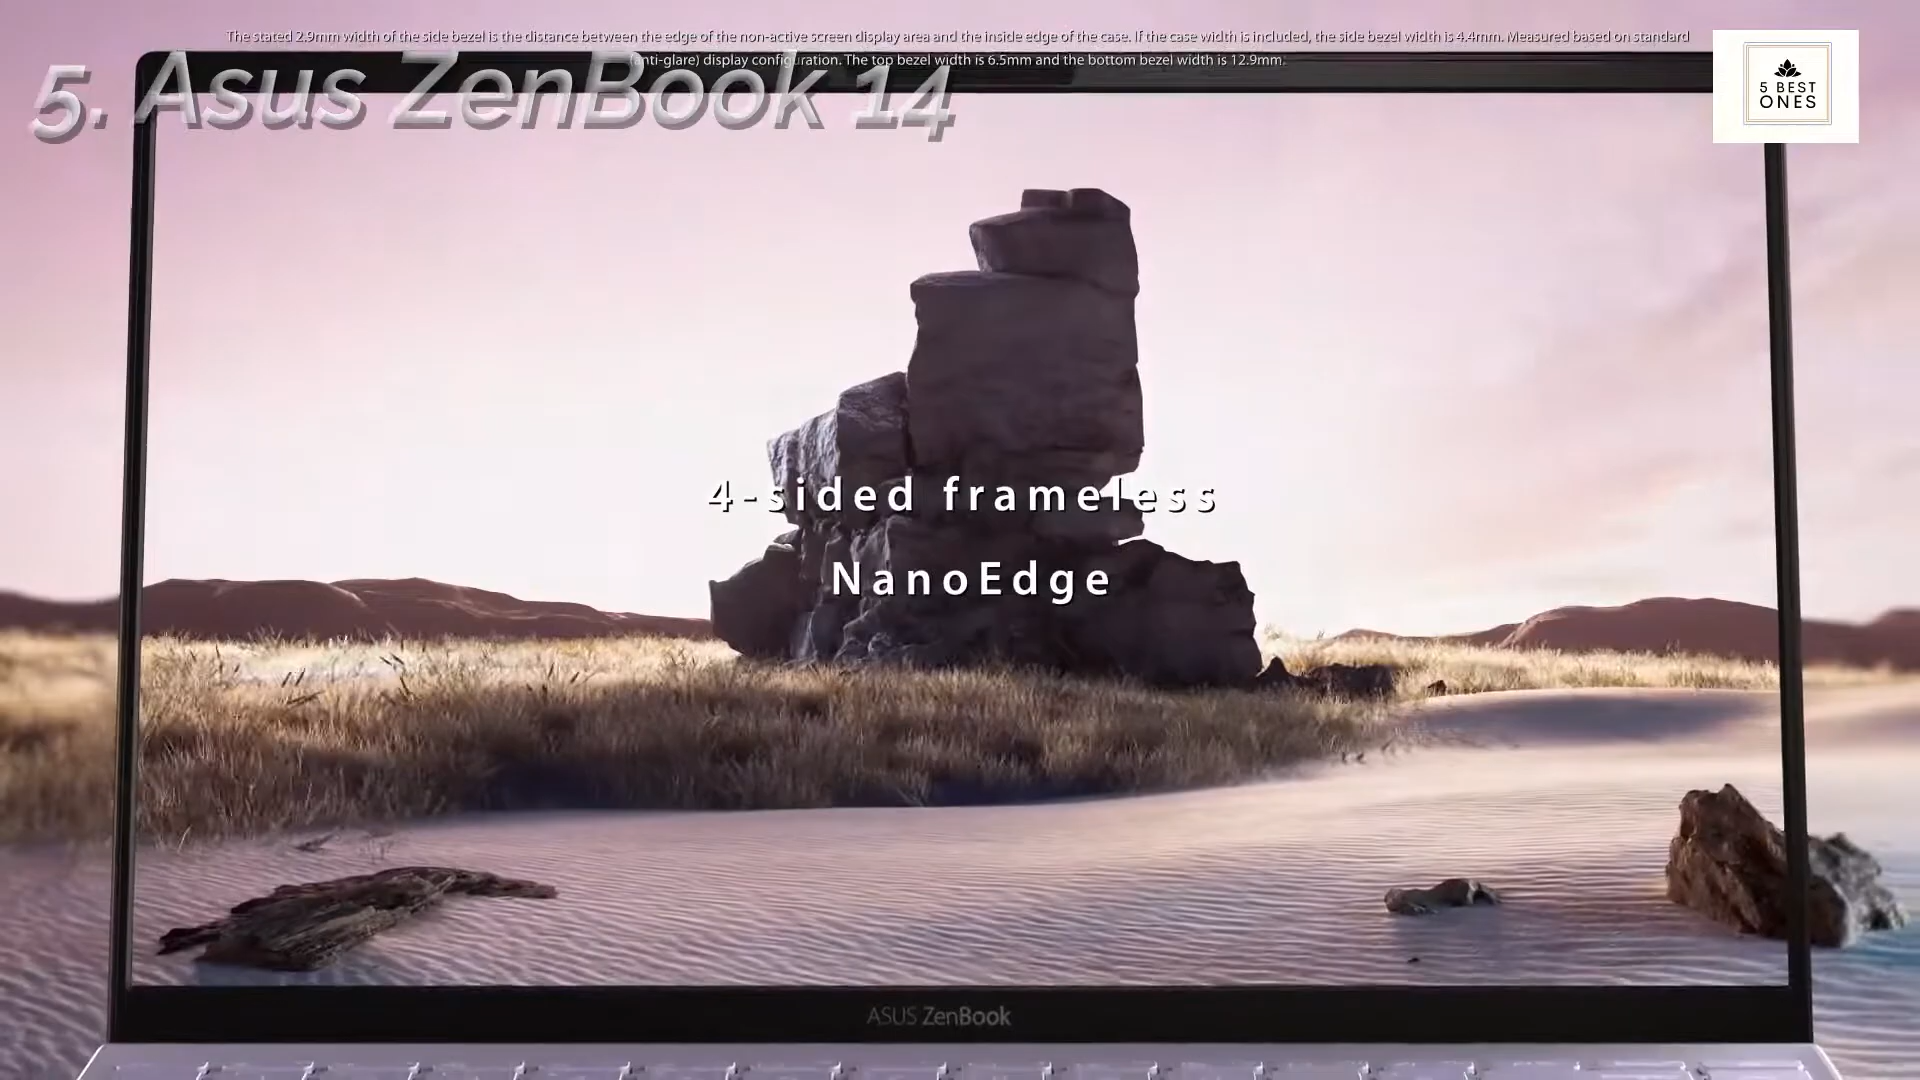 The stated 2.9mm width of the side bezel is the distance between the edge of the non-active screen display area and the inside edge of the case. If the case width is included, the side bezel width is 4.4mm. Measured based on standard
(anti-glare) display configuration. The top bezel width is 6.5mm and the bottom bezel width is 12.9mm.
5. Asus ZenBook 14
5 BEST
ONES
4-sided frameless
NanoEdge
ASUS ZenBook